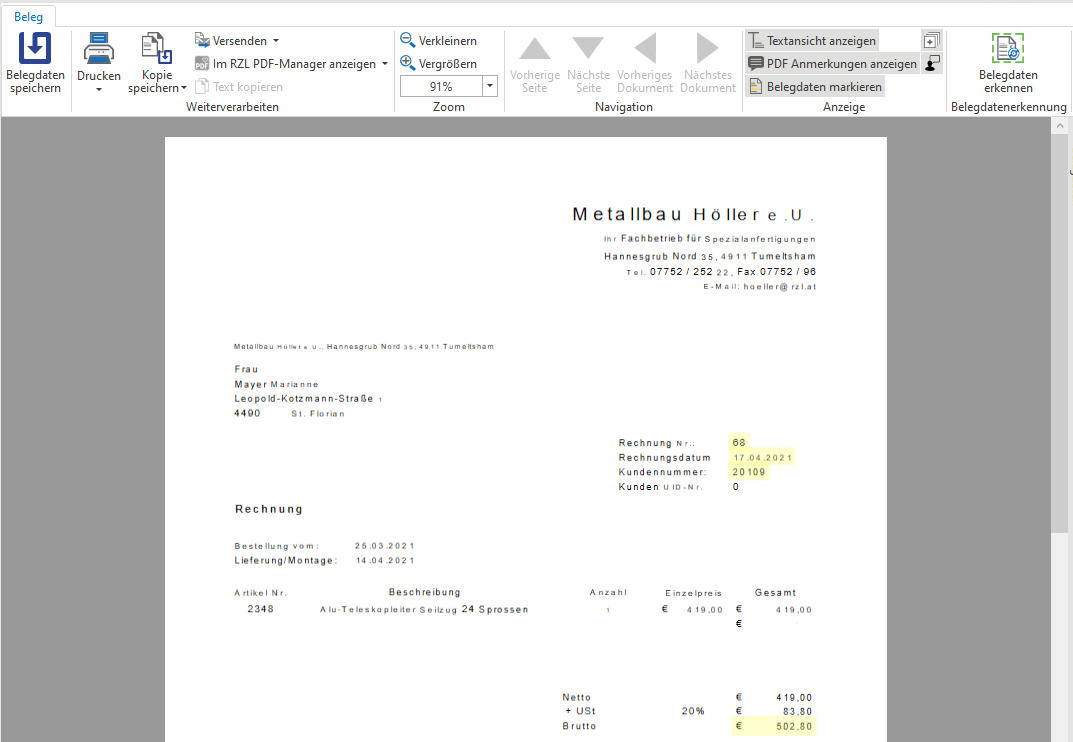 Beleg
Belegdaten speichern
Drucken
Kopie speichern
Versenden
Im RZL PDF-Manager anzeigen
Text kopieren
Weiterverarbeiten
Verkleinern
Vergrößern
91%
Zoom
Vorherige Seite
Nächste Seite
Vorheriges Dokument
Nächstes Dokument
Navigation
Textansicht anzeigen
PDF Anmerkungen anzeigen
Belegdaten markieren
Anzeige
Belegdaten erkennen
Belegdatenerkennung
Metallbau Höller e.U.
Ihr Fachbetrieb für Spezialanfertigungen
Hannesgrub Nord 35, 4911 Tumeltsham
Tel. 07752 / 252 22, Fax 07752 / 96
E-Mail: hoeller@rzl.at
Metallbau Höller e.U., Hannesgrub Nord 35, 4911 Tumeltsham
Frau
Mayer Marianne
Leopold-Kotzmann-Straße 1
4490 St. Florian
Rechnung Nr.: 68
Rechnungsdatum 17.04.2021
Kundennummer: 20109
Kunden UID-Nr. 0
Rechnung
Bestellung vom: 25.03.2021
Lieferung/Montage: 14.04.2021
Artikel Nr. Beschreibung Anzahl Einzelpreis Gesamt
2348 Alu-Teleskopleiter Seilzug 24 Sprossen 1 € 419,00 € 419,00
€
Netto € 419,00
+ USt 20% € 83,80
Brutto € 502,80